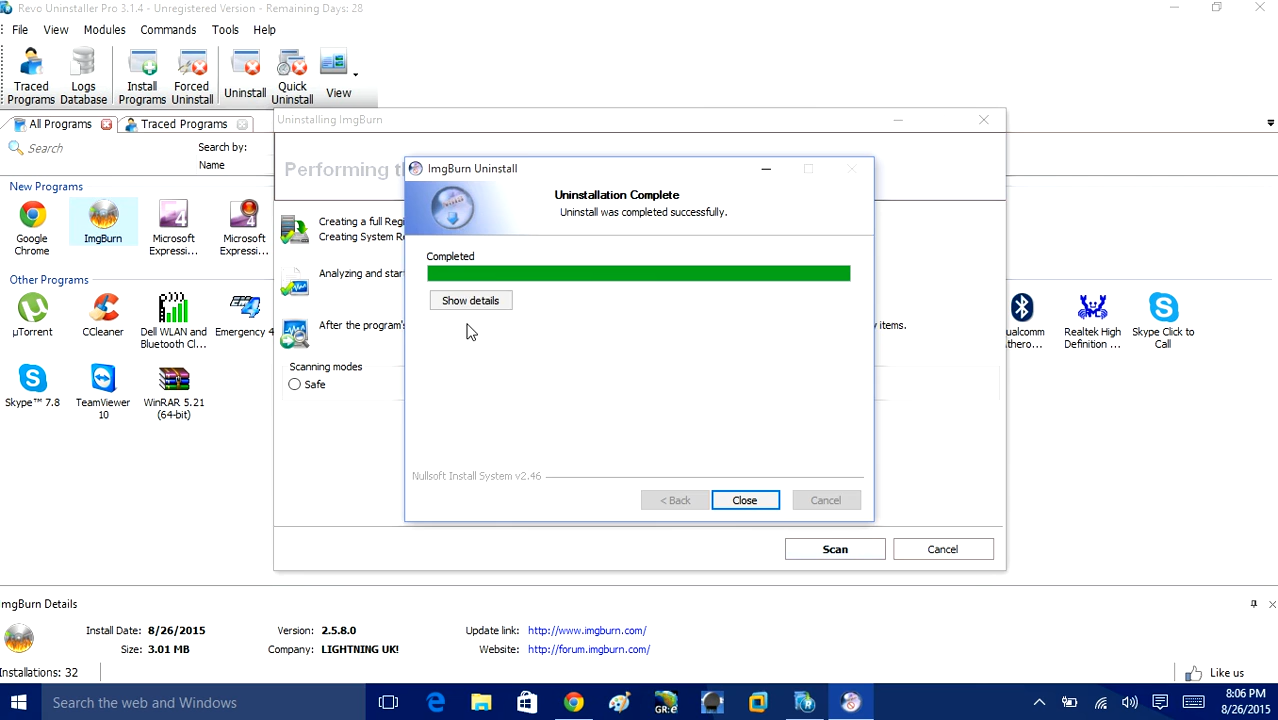 Revo Uninstaller Pro 3.1.4 - Unregistered Version - Remaining Days: 28
File View Modules Commands Tools Help
Traced Programs
Logs Database
Install Programs
Forced Uninstall
Uninstall
Quick Uninstall
View
All Programs
Traced Programs
Search
Search by:
Name
New Programs
Google Chrome
ImgBurn
Microsoft Expressi...
Microsoft Expressi...
Other Programs
µTorrent
CCleaner
Dell WLAN and Bluetooth Cl...
Emergency 4
ualcomm thero...
Realtek High Definition ...
Skype Click to Call
Skype™ 7.8
TeamViewer 10
WinRAR 5.21 (64-bit)
Uninstalling ImgBurn
Performing t
Creating a full Regi
Creating System Re
Analyzing and star
After the program's
y items.
Scanning modes
Safe
Scan
Cancel
ImgBurn Uninstall
Uninstallation Complete
Uninstall was completed successfully.
Completed
Show details
Nullsoft Install System v2.46
< Back
Close
Cancel
mgBurn Details
Install Date: 8/26/2015
Version: 2.5.8.0
Update link: http://www.imgburn.com/
Size: 3.01 MB
Company: LIGHTNING UK!
Website: http://forum.imgburn.com/
nstallations: 32
Like us
Search the web and Windows
GR:e
8:06 PM
8/26/2015